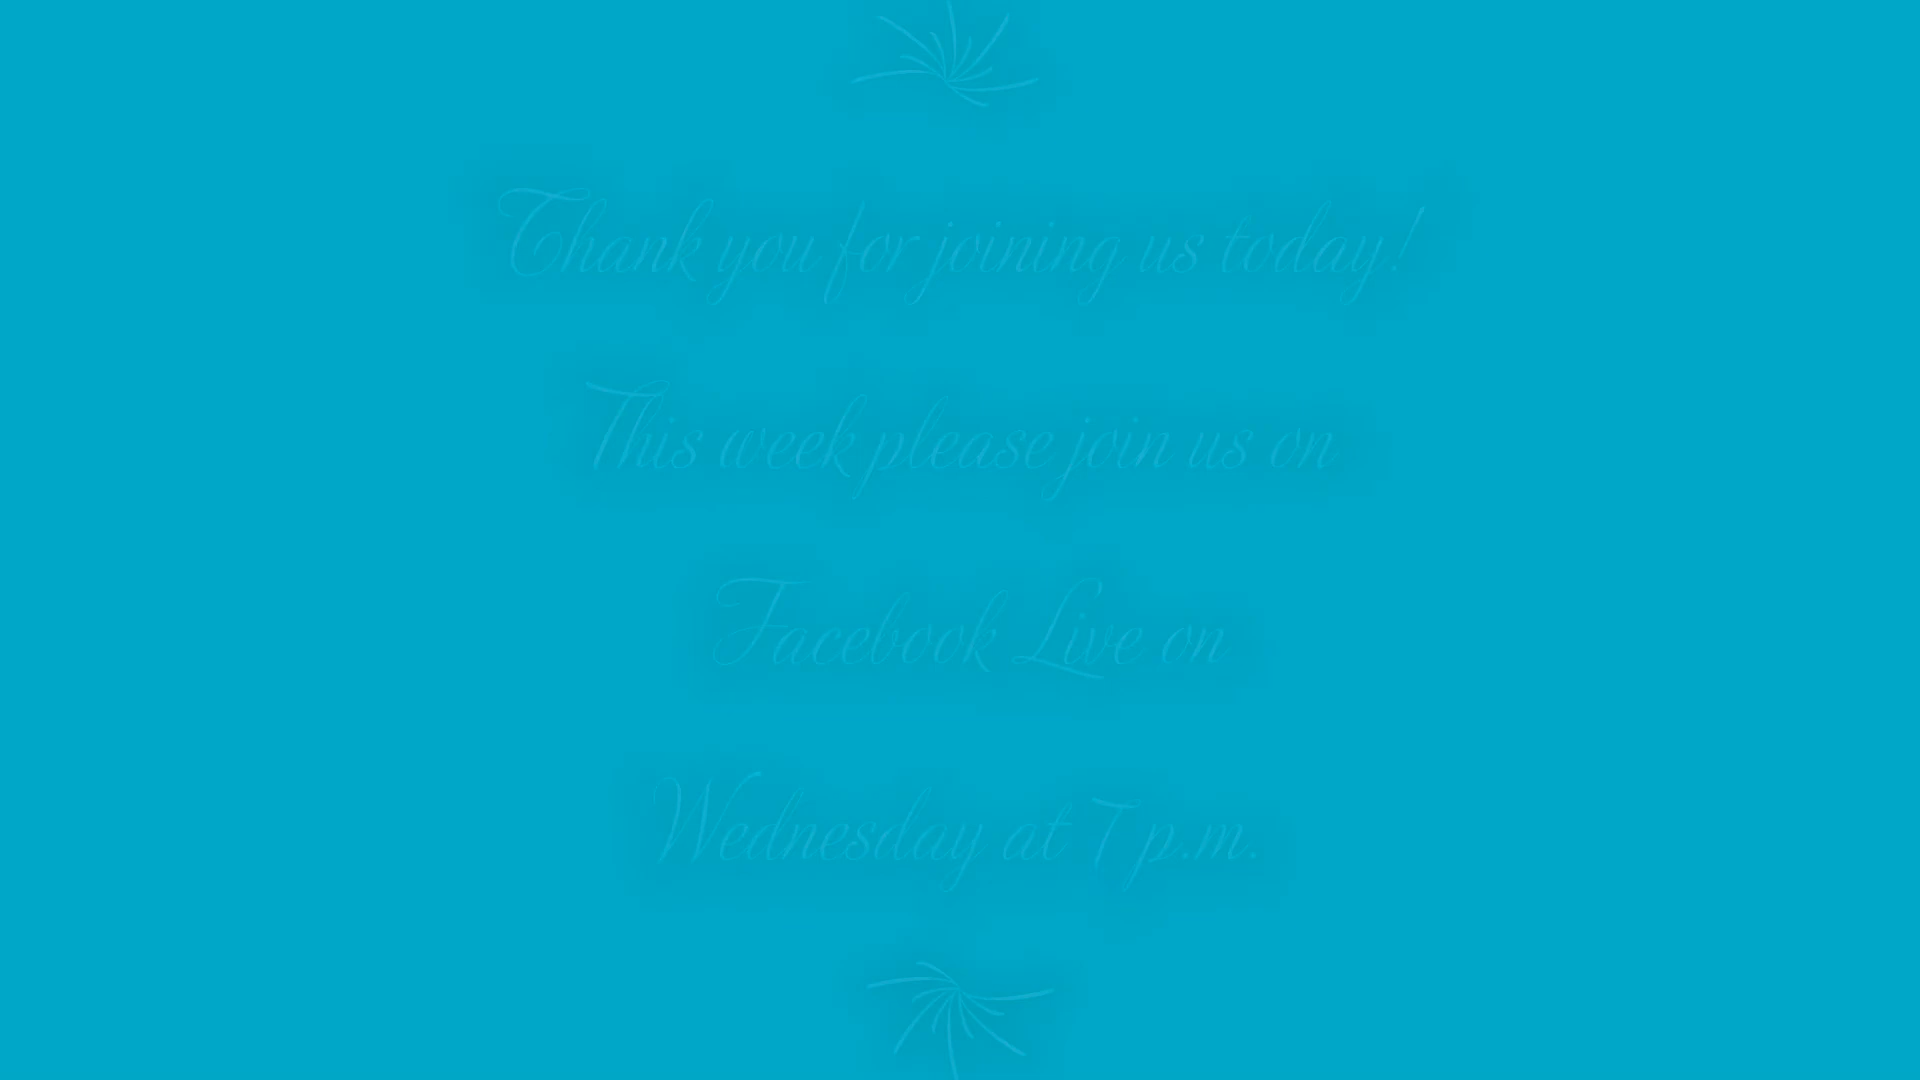 Thank you for joining us today!
This week please join us on
Facebook Live on
Wednesday at 7 p.m.